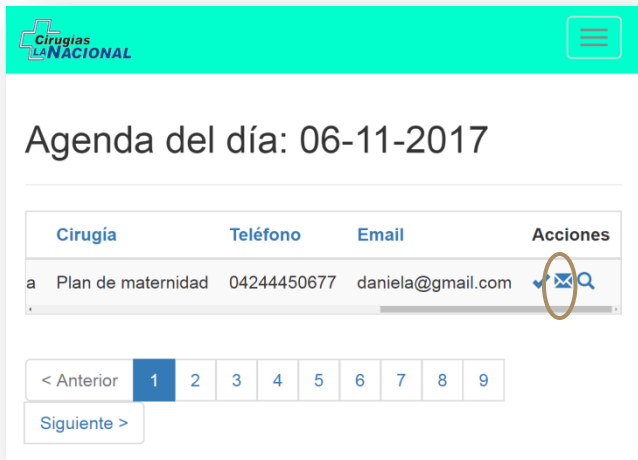 Cirugias
LA NACIONAL
Agenda del día: 06-11-2017
Cirugía Teléfono Email Acciones
a Plan de maternidad 04244450677 daniela@gmail.com
< Anterior 1 2 3 4 5 6 7 8 9
Siguiente >